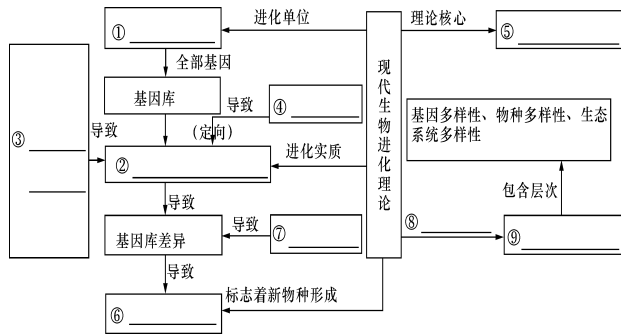 ① 进化单位 理论核心 ⑤
全部基因
基因库
导致 ④
(定向)
③ 导致
② 进化实质
现代生物进化理论
基因多样性、物种多样性、生态
系统多样性
包含层次
导致
基因库差异 导致 ⑦
⑧ ⑨
导致
⑥ 标志着新物种形成